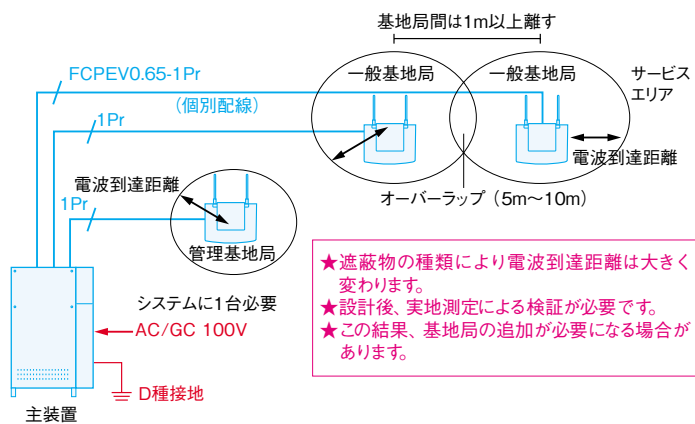 基地局間は1m以上離す
FCPEV0.65-1Pr
(個別配線)
一般基地局
一般基地局
サービス
エリア
1Pr
電波到達距離
オーバーラップ(5m〜10m)
電波到達距離
1Pr
管理基地局
システムに1台必要
AC/GC 100V
D種接地
主装置
★遮蔽物の種類により電波到達距離は大きく
変わります。
★設計後、実地測定による検証が必要です。
★この結果、基地局の追加が必要になる場合が
あります。